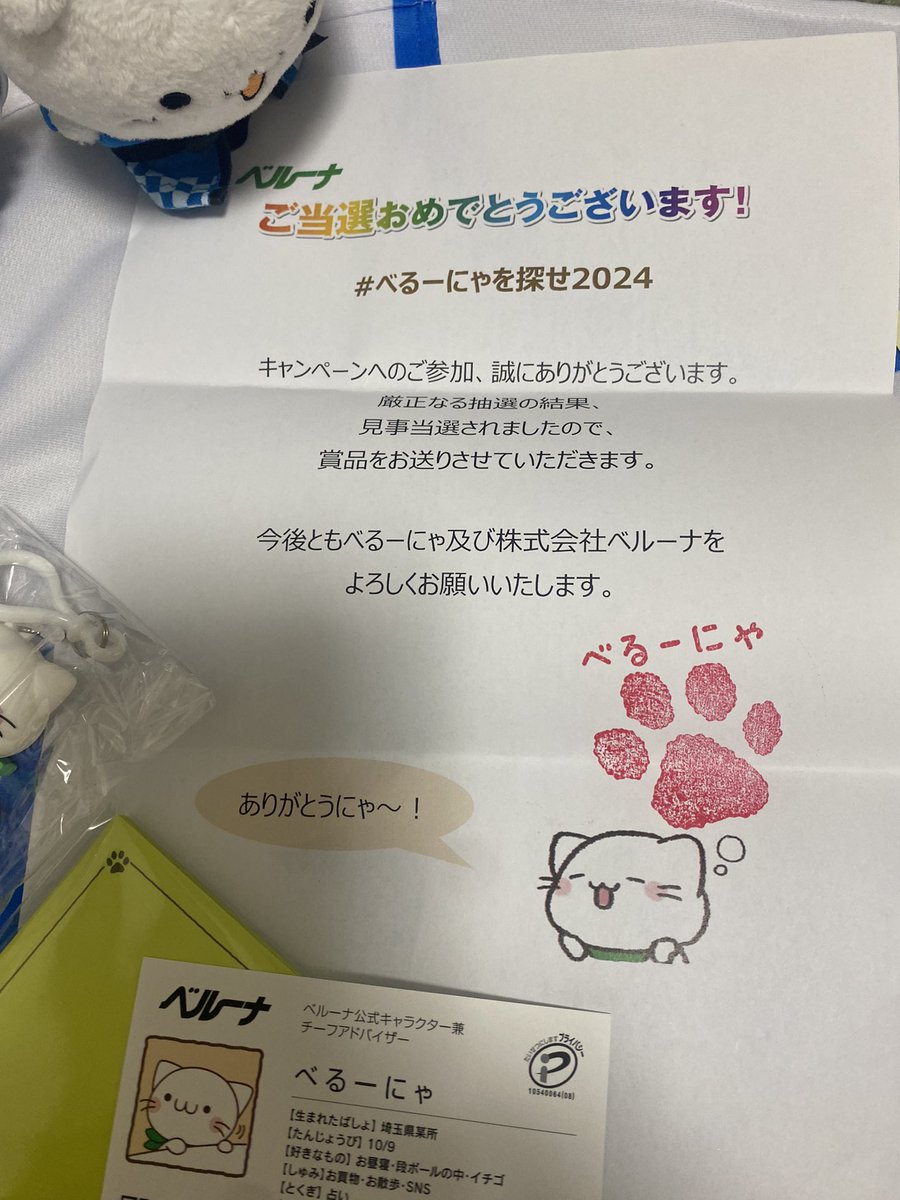 ベルーナ
ご当選おめでとうございます!
#べるーにゃを探せ2024
キャンペーンへのご参加、誠にありがとうございます。
厳正なる抽選の結果、
見事当選されましたので、
賞品をお送りさせていただきます。
今後ともべるーにゃ及び株式会社ベルーナを
よろしくお願いいたします。
べるーにゃ
ありがとうにゃ〜！
ベルーナ
ベルーナ公式キャラクター兼
チーフアドバイザー
たいせつにしますプライバシー
10540064(08)
べるーにゃ
【生まれたばしょ】埼玉県某所
【たんじょうび】10/9
【好きなもの】お昼寝・段ボールの中・イチゴ
【しゅみ】お買物・お散歩・SNS
【とくぎ】占い